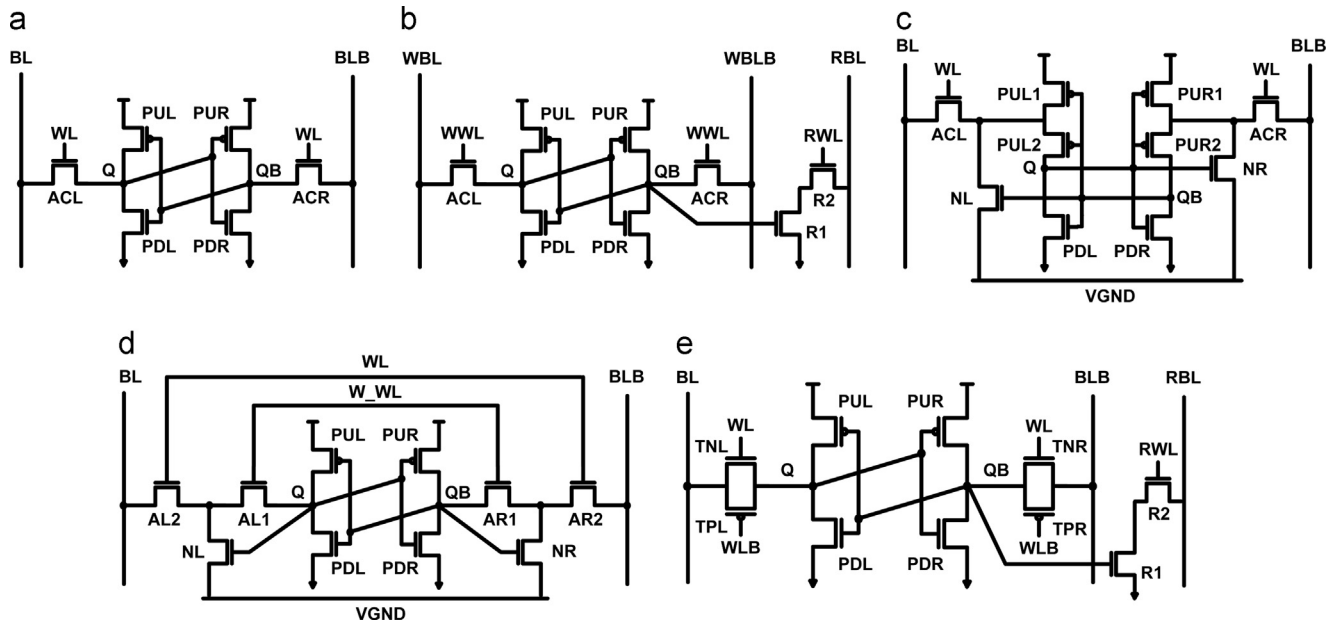 a
BL
BLB
PUL
PUR
WL
WL
Q
QB
ACL
ACR
PDL
PDR
b
WBL
WBLB
RBL
PUL
PUR
WWL
WWL
RWL
Q
QB
ACL
ACR
R2
R1
PDL
PDR
c
BL
BLB
WL
WL
PUL1
PUR1
ACL
ACR
PUL2
PUR2
Q
NR
NL
QB
PDL
PDR
VGND
d
WL
BL
BLB
W_WL
PUL
PUR
Q
QB
AL2
AL1
AR1
AR2
NL
NR
PDL
PDR
VGND
e
BL
BLB
RBL
PUL
PUR
WL
WL
TNL
TNR
RWL
Q
QB
R2
TPL
TPR
WLB
WLB
PDL
PDR
R1